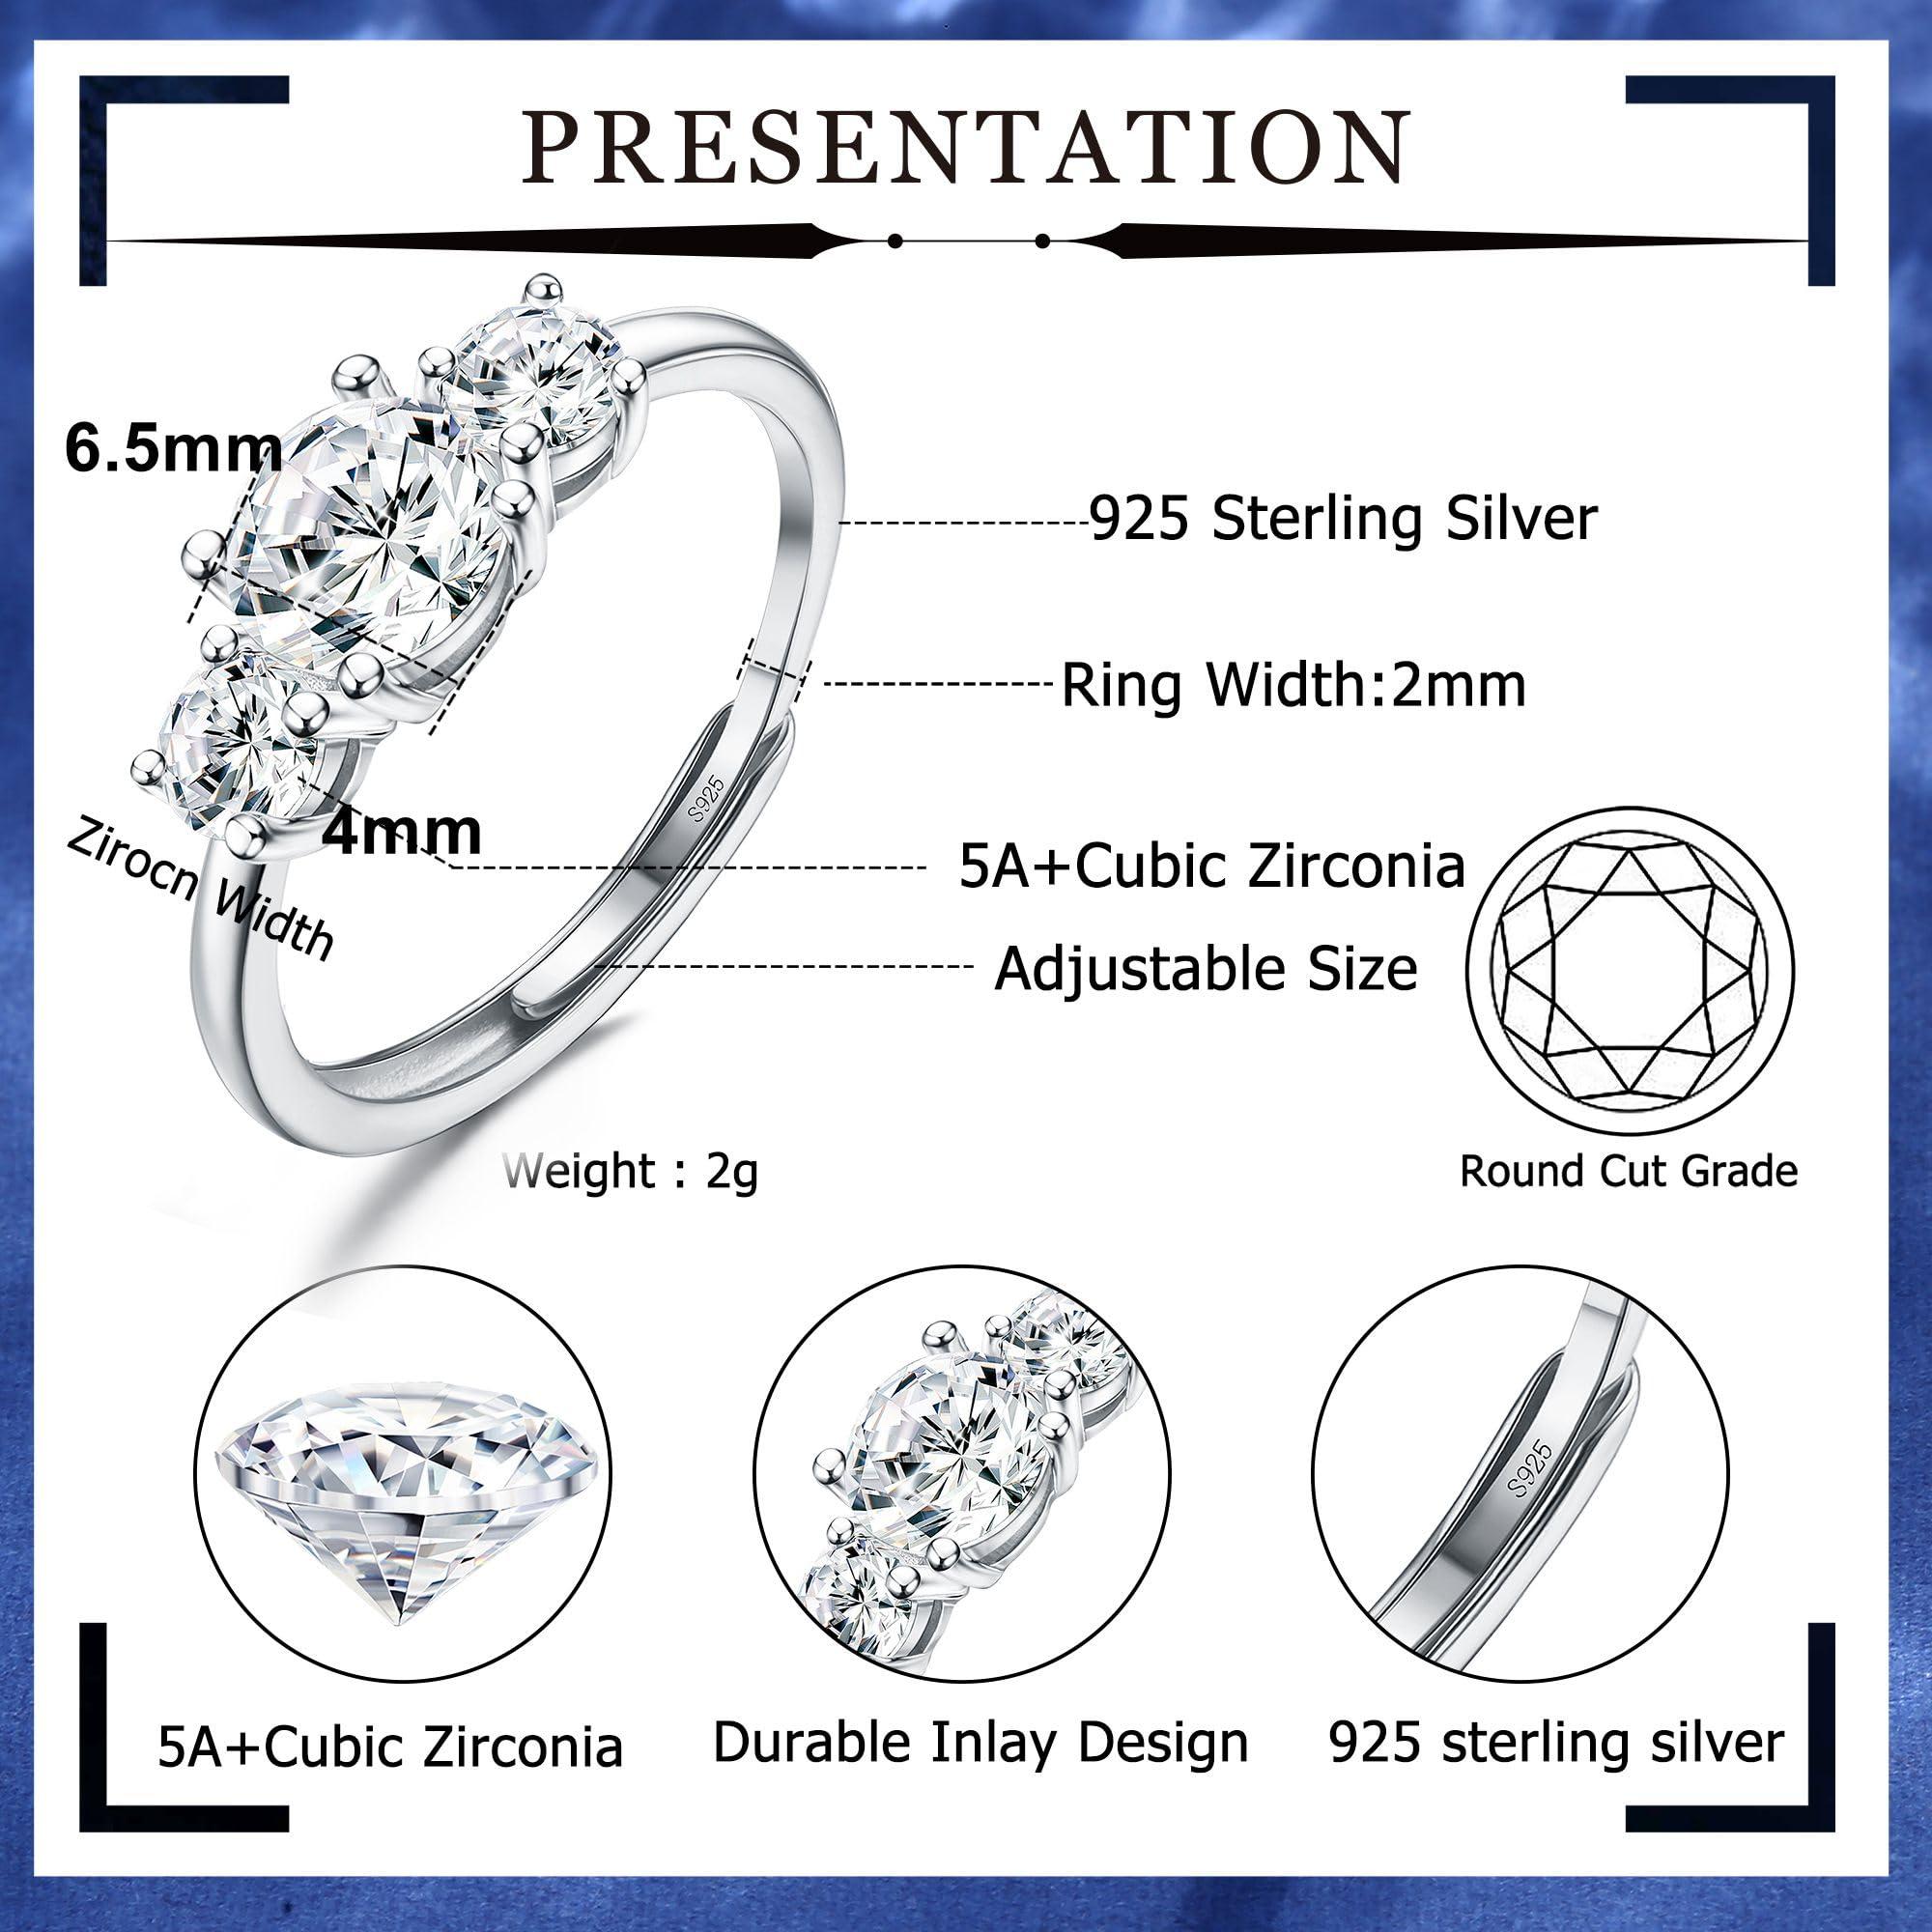 PRESENTATION
6.5mm
925 Sterling Silver
Ring Width:2mm
S925
4mm
Zirocn Width
5A+Cubic Zirconia
Adjustable Size
Weight : 2g
Round Cut Grade
S925
5A+Cubic Zirconia
Durable Inlay Design
925 sterling silver